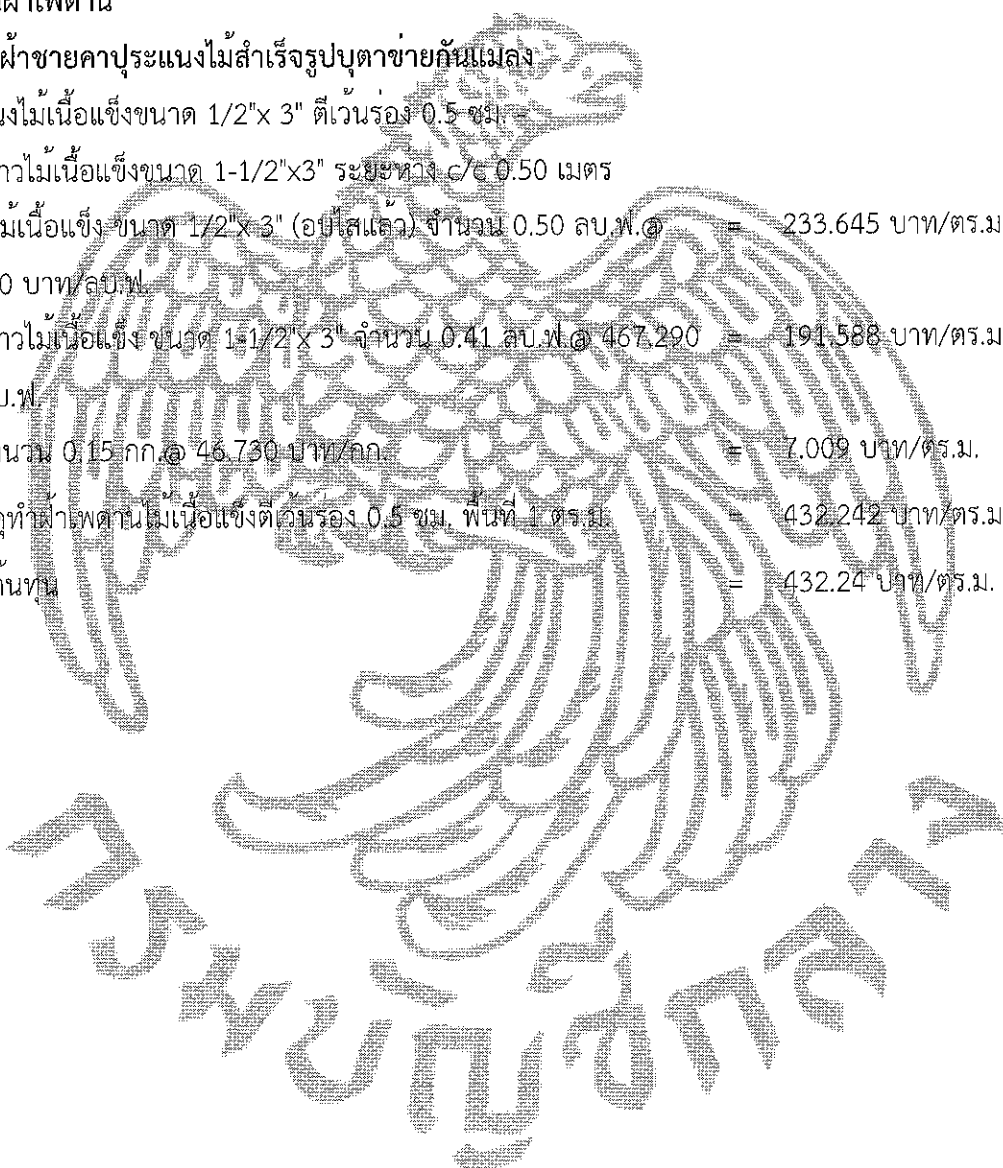 นฝ้าเพดาน
ฝ้าชายคาประแนงไม้สำเร็จรูปบุตาข่ายกันแมลง
นงไม้เนื้อแข็งขนาด 1/2"x 3" ตีเว้นร่อง 0.5 ซม. -
าวไม้เนื้อแข็งขนาด 1-1/2"x3" ระยะห่าง c/c 0.50 เมตร
ม้เนื้อแข็ง ขนาด 1/2"x 3" (อบไสแล้ว) จำนวน 0.50 ลบ.ฟ.@ = 233.645 บาท/ตร.ม
0 บาท/ลบ.ฟ.
าวไม้เนื้อแข็ง ขนาด 1-1/2"x 3" จำนวน 0.41 ลบ.ฟ.@ 467.290 = 191.588 บาท/ตร.ม
บ.ฟ.
นวน 0.15 กก.@ 46.730 บาท/กก. = 7.009 บาท/ตร.ม.
ุทำฝ้าเพดานไม้เนื้อแข็งตีเว้นร่อง 0.5 ซม. พื้นที่ 1 ตร.ม. = 432.242 บาท/ตร.ม
้นทุน = 432.24 บาท/ตร.ม.
กรมบัญชีกลาง